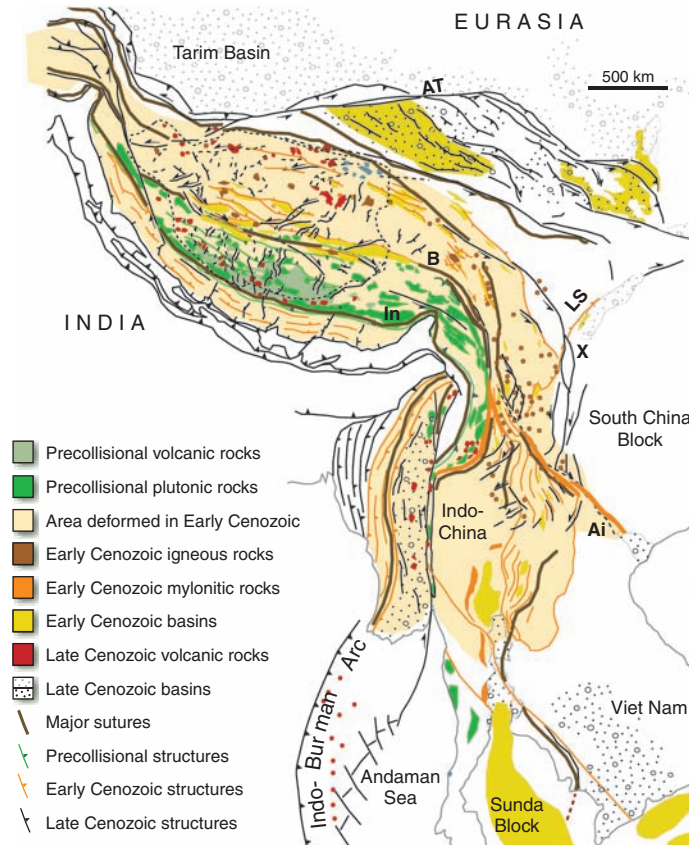 EURASIA
Tarim Basin
500 km
AT
B
LS
In
INDIA
X
South China
Block
Precollisional volcanic rocks
Precollisional plutonic rocks
Area deformed in Early Cenozoic
Early Cenozoic igneous rocks
Early Cenozoic mylonitic rocks
Early Cenozoic basins
Late Cenozoic volcanic rocks
Late Cenozoic basins
Major sutures
Precollisional structures
Early Cenozoic structures
Late Cenozoic structures
Indo-
China
Ai
Indo-Burman Arc
Viet Nam
Andaman
Sea
Sunda
Block